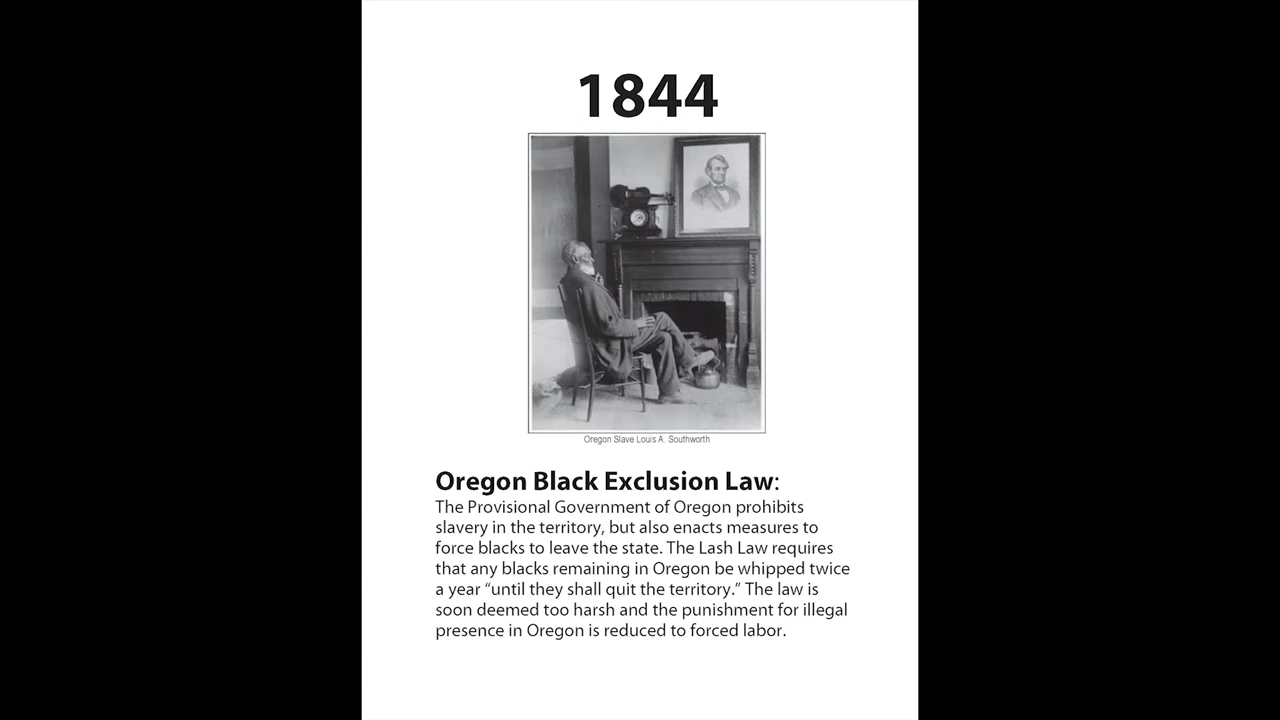 1844
Oregon Slave Louis A. Southworth
Oregon Black Exclusion Law:
The Provisional Government of Oregon prohibits
slavery in the territory, but also enacts measures to
force blacks to leave the state. The Lash Law requires
that any blacks remaining in Oregon be whipped twice
a year “until they shall quit the territory.” The law is
soon deemed too harsh and the punishment for illegal
presence in Oregon is reduced to forced labor.